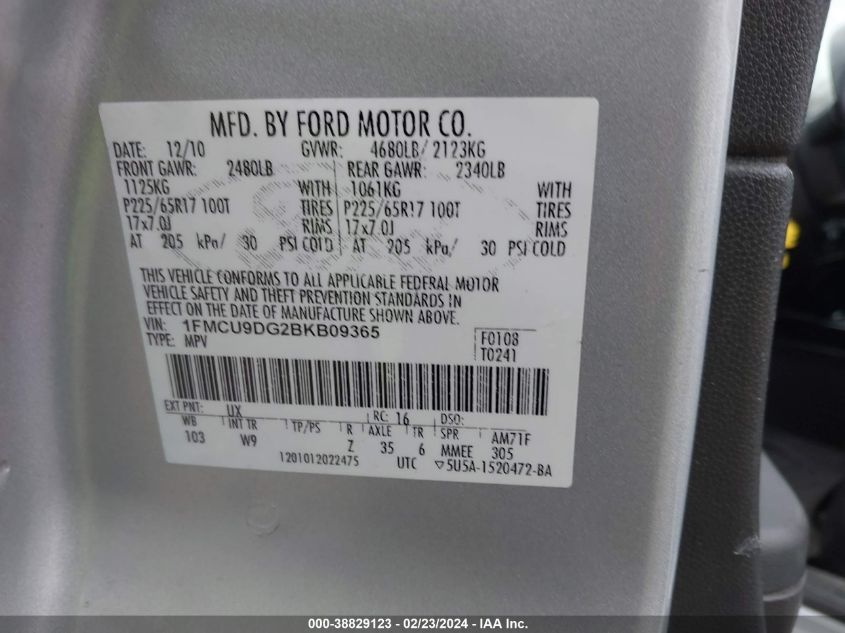 MFD. BY FORD MOTOR CO.
DATE: 12/10 GVWR: 4680LB/ 2123KG
FRONT GAWR: 2480LB REAR GAWR: 2340LB
1125KG WITH 1061KG WITH
P225/65R17 100T TIRES P225/65R17 100T TIRES
17x7.0J RIMS 17x7.0J RIMS
AT 205 kPa/ 30 PSI COLD AT 205 kPa/ 30 PSI COLD
THIS VEHICLE CONFORMS TO ALL APPLICABLE FEDERAL MOTOR
VEHICLE SAFETY AND THEFT PREVENTION STANDARDS IN
EFFECT ON THE DATE OF MANUFACTURE SHOWN ABOVE.
VIN: 1FMCU9DG2BKB09365 F0108
TYPE: MPV T0241
EXT PNT: UX RC: 16 DSO:
WB INT TR TP/PS R AXLE TR SPR AM71F
103 W9 Z 35 6 MMEE 305
1201012022475 UTC ▽5U5A-1520472-BA
000-38829123 - 02/23/2024 - IAAI Inc.